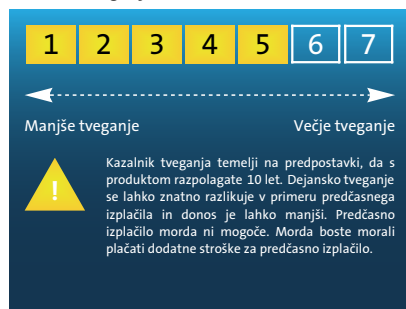 1 2 3 4 5 6 7
Manjše tveganje Večje tveganje
Kazalnik tveganja temelji na predpostavki, da s
produktom razpolagate 10 let. Dejansko tveganje
se lahko znatno razlikuje v primeru predčasnega
izplačila in donos je lahko manjši. Predčasno
izplačilo morda ni mogoče. Morda boste morali
plačati dodatne stroške za predčasno izplačilo.
!